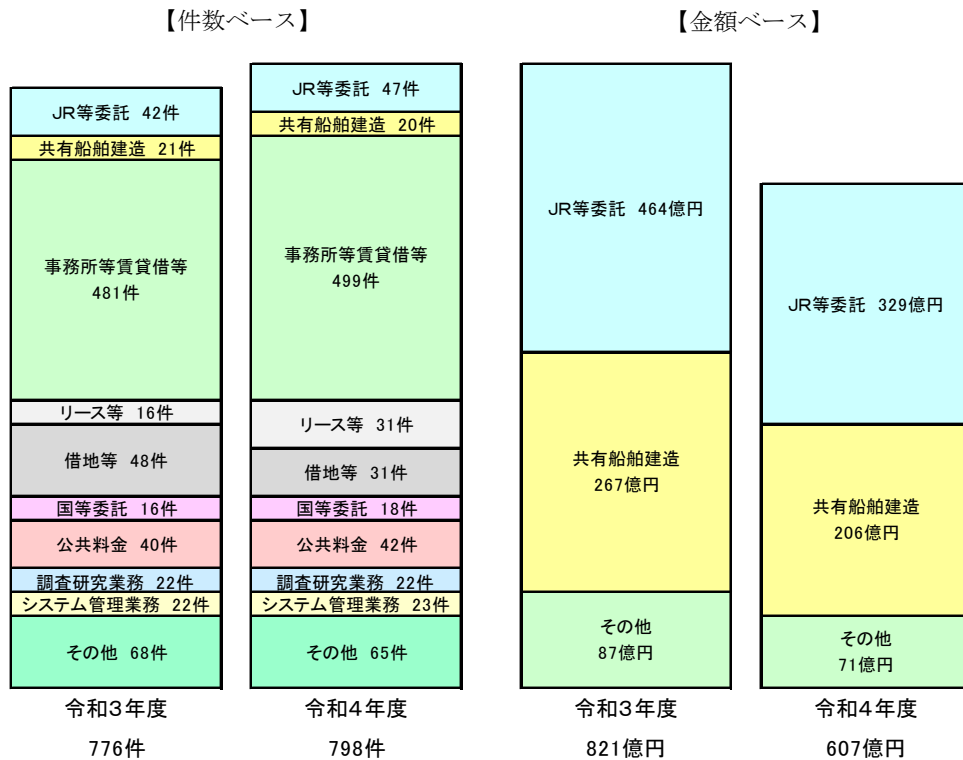 【件数ベース】
【金額ベース】
JR等委託 42件
共有船舶建造 21件
事務所等賃貸借等
481件
リース等 16件
借地等 48件
国等委託 16件
公共料金 40件
調査研究業務 22件
システム管理業務 22件
その他 68件
令和3年度
776件
JR等委託 47件
共有船舶建造 20件
事務所等賃貸借等
499件
リース等 31件
借地等 31件
国等委託 18件
公共料金 42件
調査研究業務 22件
システム管理業務 23件
その他 65件
令和4年度
798件
JR等委託 464億円
共有船舶建造
267億円
その他
87億円
令和3年度
821億円
JR等委託 329億円
共有船舶建造
206億円
その他
71億円
令和4年度
607億円